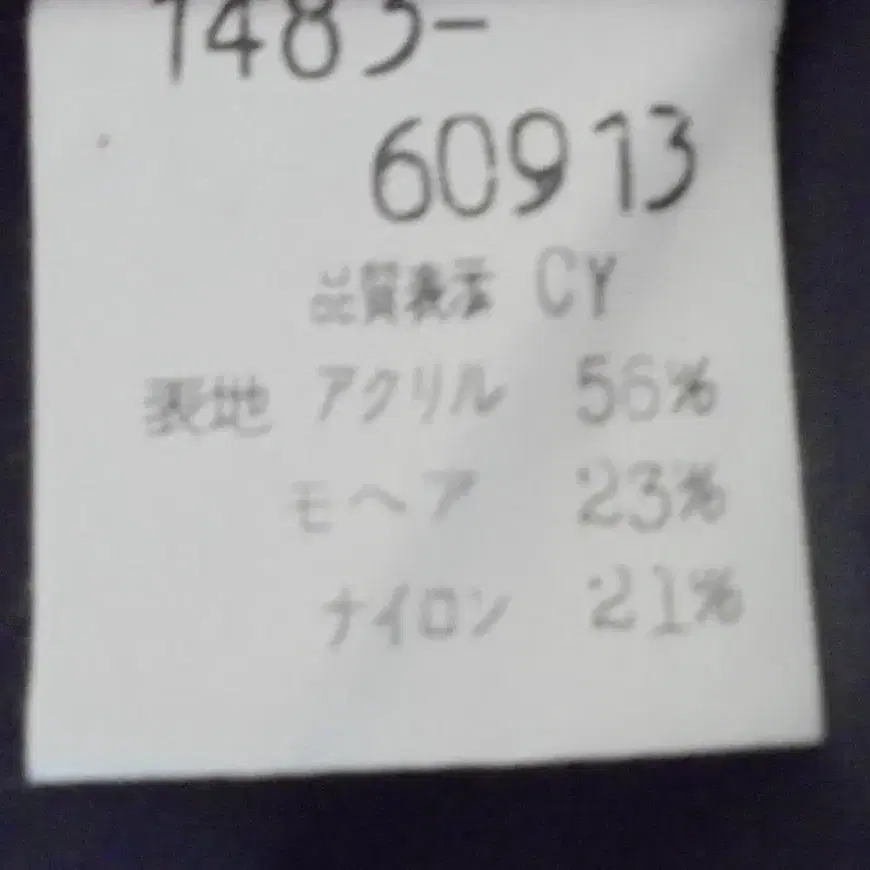 1483-
60913
品質表示 CY
表地 アクリル 56%
モヘア 23%
ナイロン 21%